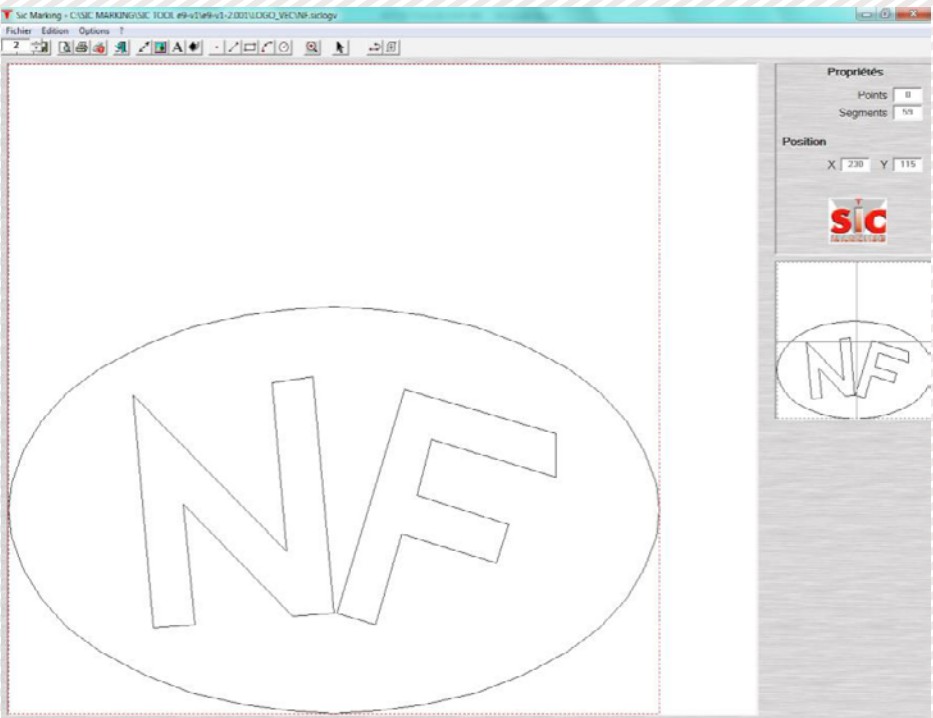 Sic Marking - C:\SIC MARKING\SIC TOOL e9-v1\e9-v1-2.001\LOGO_VEC\NF.siclogv
Fichier Edition Options ?
2
A
Propriétés
Points 0
Segments 59
Position
X 230 Y 115
sic
NF
NF